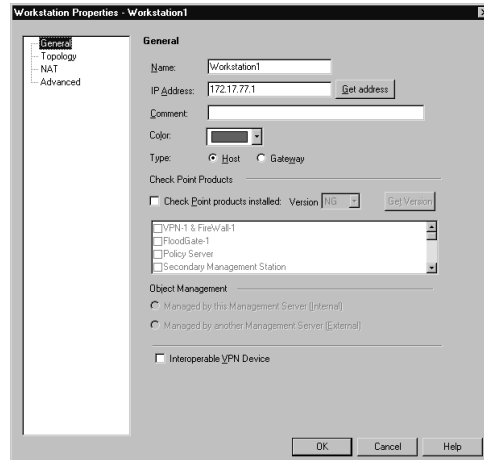 Workstation Properties - Workstation1
General
Topology
NAT
Advanced
General
Name: Workstation1
IP Address: 172.17.77.1 Get address
Comment:
Color:
Type: Host Gateway
Check Point Products
Check Point products installed: Version NG Get Version
VPN-1 & FireWall-1
FloodGate-1
Policy Server
Secondary Management Station
Object Management
Managed by this Management Server (Internal)
Managed by another Management Server (External)
Interoperable VPN Device
OK Cancel Help